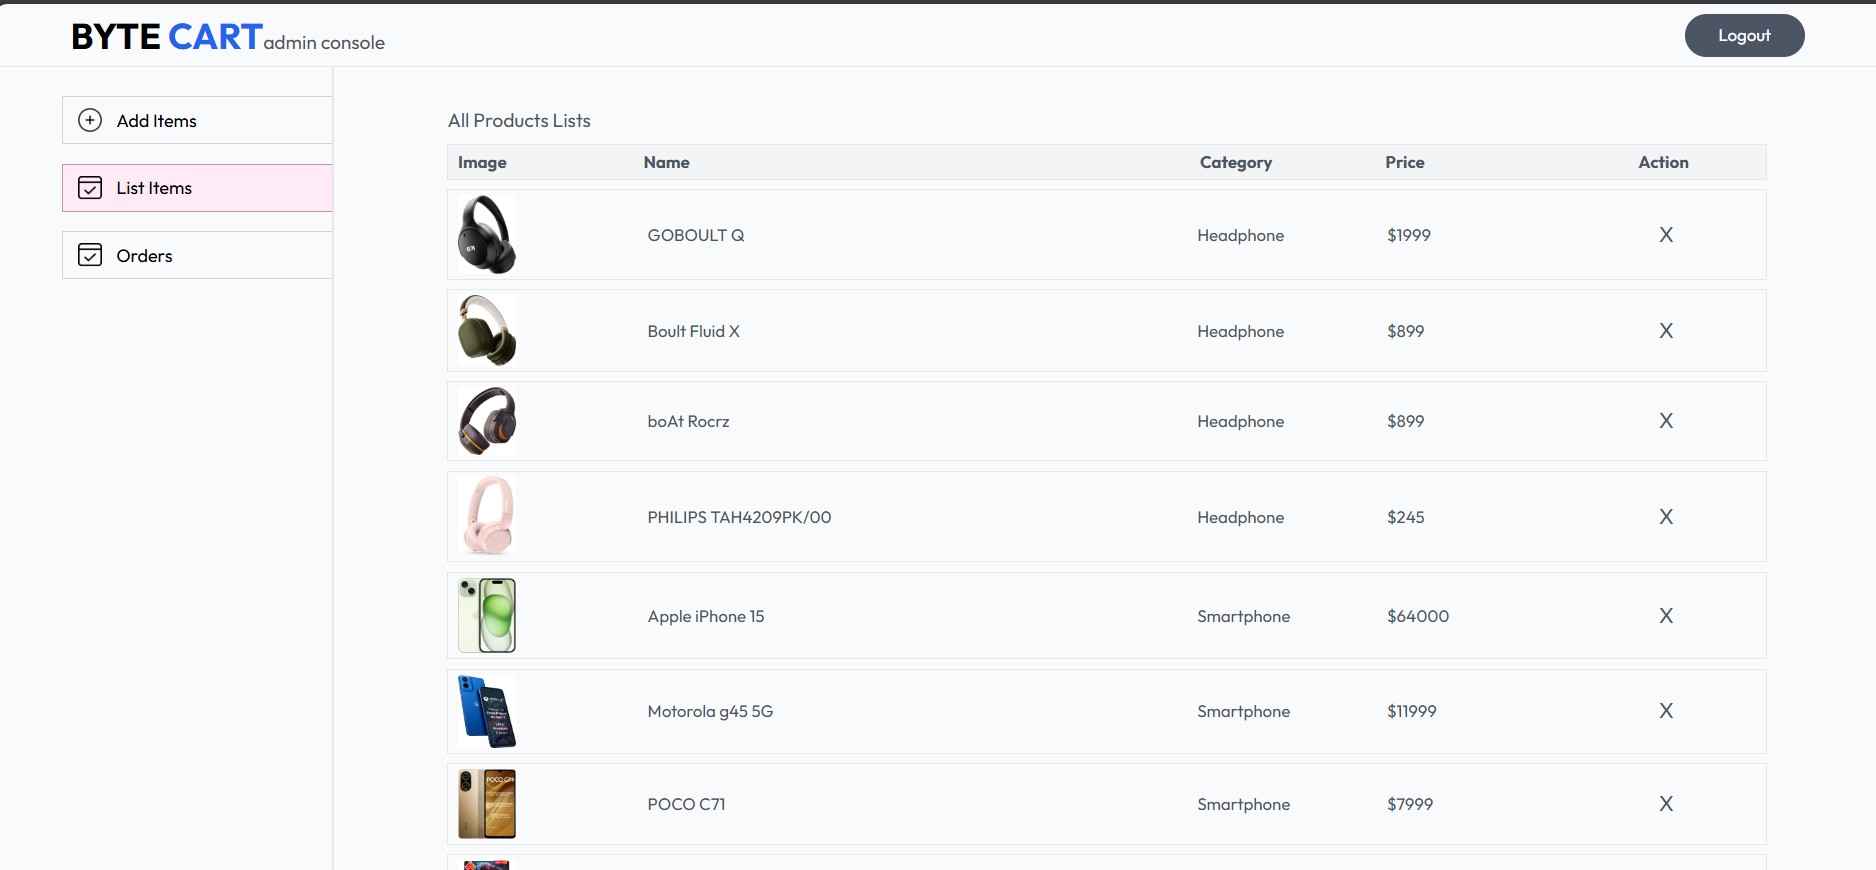 BYTE CART admin console
Logout
Add Items
List Items
Orders
All Products Lists
Image Name Category Price Action
GOBOULT Q Headphone $1999 X
Boult Fluid X Headphone $899 X
boAt Rocrz Headphone $899 X
PHILIPS TAH4209PK/00 Headphone $245 X
Apple iPhone 15 Smartphone $64000 X
Motorola g45 5G Smartphone $11999 X
POCO C71 Smartphone $7999 X